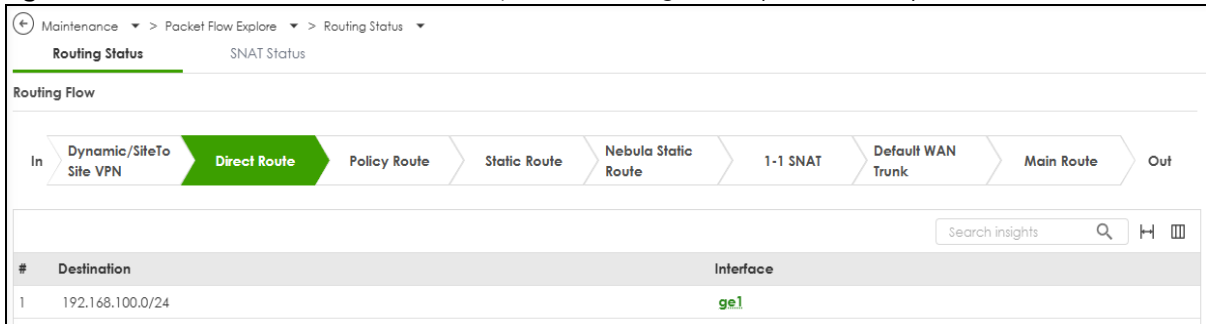 Maintenance > Packet Flow Explore > Routing Status
Routing Status SNAT Status
Routing Flow
In Dynamic/SiteTo Site VPN Direct Route Policy Route Static Route Nebula Static Route 1-1 SNAT Default WAN Trunk Main Route Out
Search insights
# Destination Interface
1 192.168.100.0/24 ge1